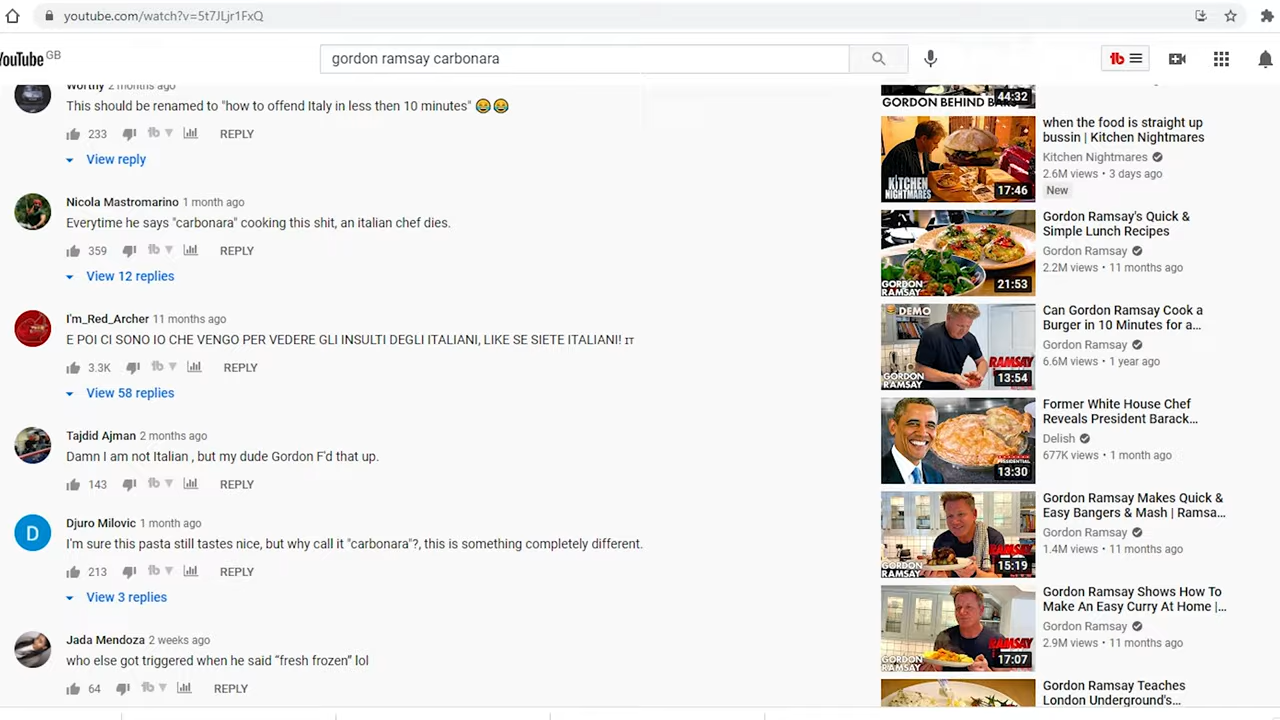 youtube.com/watch?v=5t7JLjr1FxQ
YouTube GB
gordon ramsay carbonara
Worthy 2 months ago
This should be renamed to "how to offend Italy in less then 10 minutes" 😂😂
233 REPLY
View reply
Nicola Mastromarino 1 month ago
Everytime he says "carbonara" cooking this shit, an italian chef dies.
359 REPLY
View 12 replies
I'm_Red_Archer 11 months ago
E POI CI SONO IO CHE VENGO PER VEDERE GLI INSULTI DEGLI ITALIANI, LIKE SE SIETE ITALIANI! IT
3.3K REPLY
View 58 replies
Tajdid Ajman 2 months ago
Damn I am not Italian , but my dude Gordon F'd that up.
143 REPLY
Djuro Milovic 1 month ago
D
I'm sure this pasta still tastes nice, but why call it "carbonara"?, this is something completely different.
213 REPLY
View 3 replies
Jada Mendoza 2 weeks ago
who else got triggered when he said “fresh frozen” lol
64 REPLY
44:32
GORDON BEHIND BARS
KITCHEN
NIGHTMARES
17:46
when the food is straight up
bussin | Kitchen Nightmares
Kitchen Nightmares
2.6M views • 3 days ago
New
GORDON
RAMSAY
21:53
Gordon Ramsay's Quick &
Simple Lunch Recipes
Gordon Ramsay
2.2M views • 11 months ago
DEMO
RAMSAY
GORDON
RAMSAY
13:54
Can Gordon Ramsay Cook a
Burger in 10 Minutes for a...
Gordon Ramsay
6.6M views • 1 year ago
PRESIDENTIAL
13:30
Former White House Chef
Reveals President Barack...
Delish
677K views • 1 month ago
RAMSAY
GORDON
RAMSAY
15:19
Gordon Ramsay Makes Quick &
Easy Bangers & Mash | Ramsa...
Gordon Ramsay
1.4M views • 11 months ago
RAMSAY
GORDON
RAMSAY
17:07
Gordon Ramsay Shows How To
Make An Easy Curry At Home |...
Gordon Ramsay
2.9M views • 11 months ago
Gordon Ramsay Teaches
London Underground's...